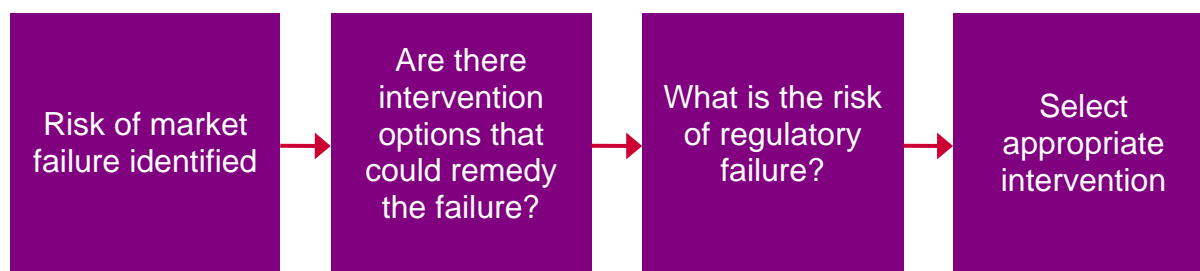 Risk of market
failure identified
Are there
intervention
options that
could remedy
the failure?
What is the risk
of regulatory
failure?
Select
appropriate
intervention